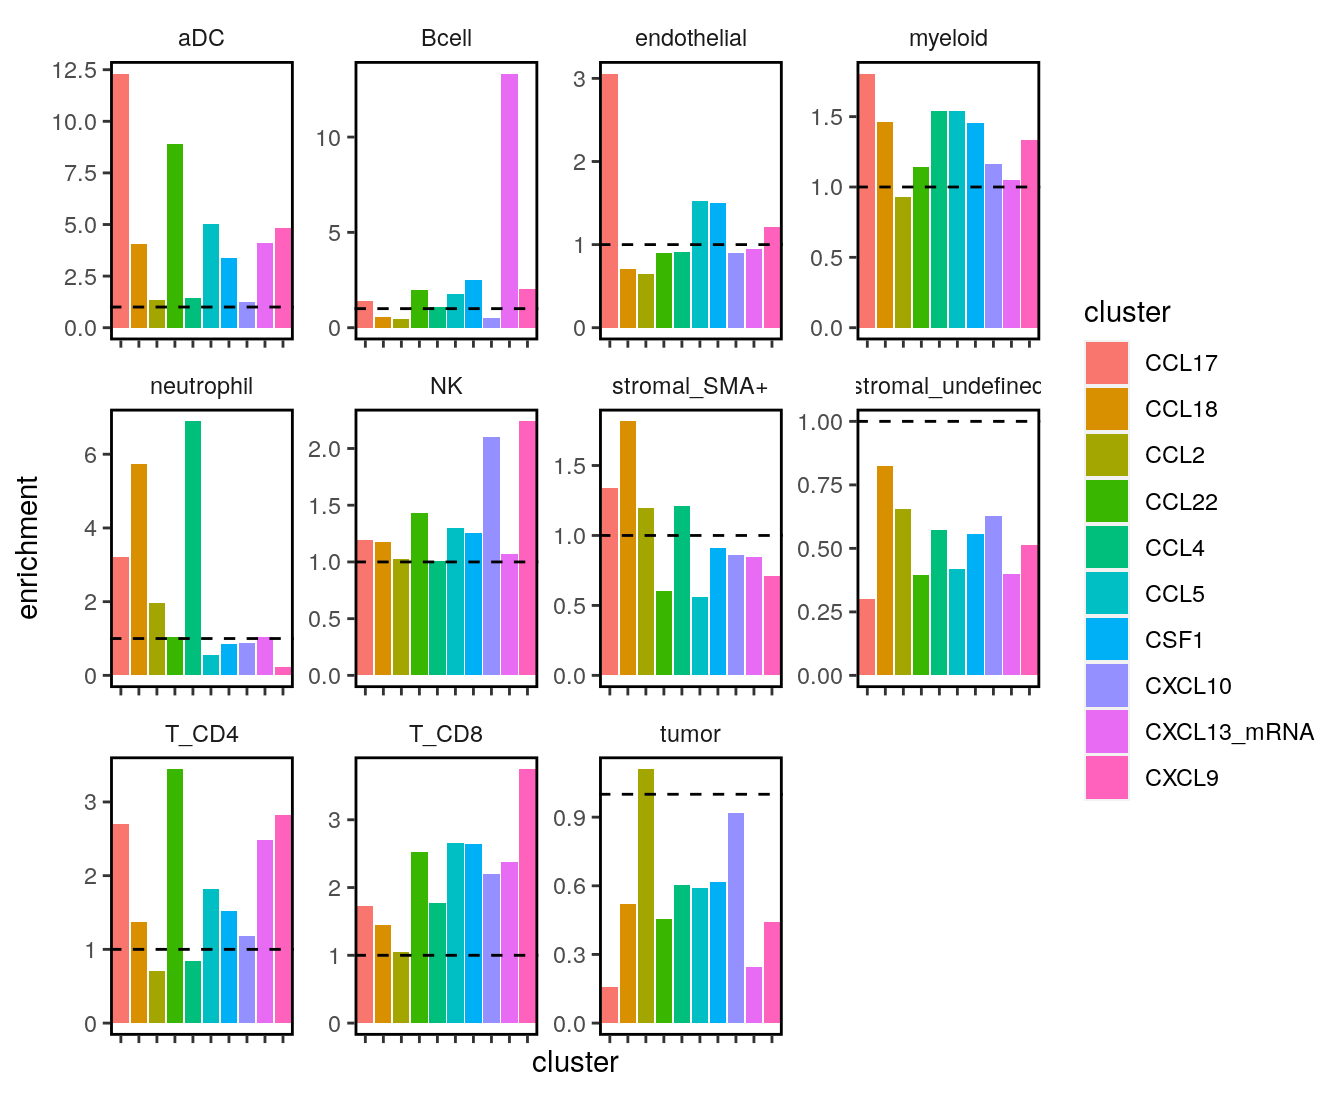 aDC
Bcell
endothelial
myeloid
12.5
10.0
7.5
5.0
2.5
0.0
10
5
0
3
2
1
0
1.5
1.0
0.5
0.0
neutrophil
NK
stromal_SMA+
stromal_undefined
6
4
2
0
2.0
1.5
1.0
0.5
0.0
1.5
1.0
0.5
0.0
1.00
0.75
0.50
0.25
0.00
T_CD4
T_CD8
tumor
3
2
1
0
3
2
1
0
0.9
0.6
0.3
0.0
enrichment
cluster
cluster
CCL17
CCL18
CCL2
CCL22
CCL4
CCL5
CSF1
CXCL10
CXCL13_mRNA
CXCL9